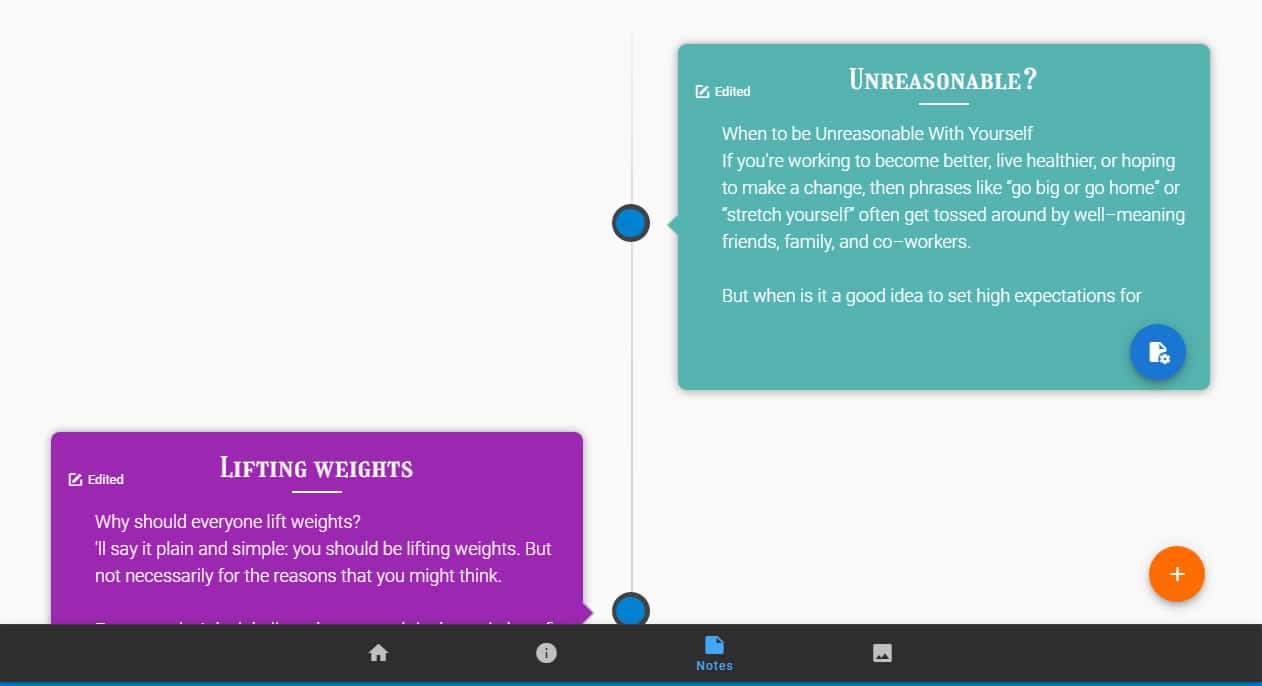 Unreasonable?
Edited
When to be Unreasonable With Yourself
If you're working to become better, live healthier, or hoping
to make a change, then phrases like “go big or go home” or
“stretch yourself” often get tossed around by well–meaning
friends, family, and co–workers.
But when is it a good idea to set high expectations for
Lifting weights
Edited
Why should everyone lift weights?
'll say it plain and simple: you should be lifting weights. But
not necessarily for the reasons that you might think.
Notes